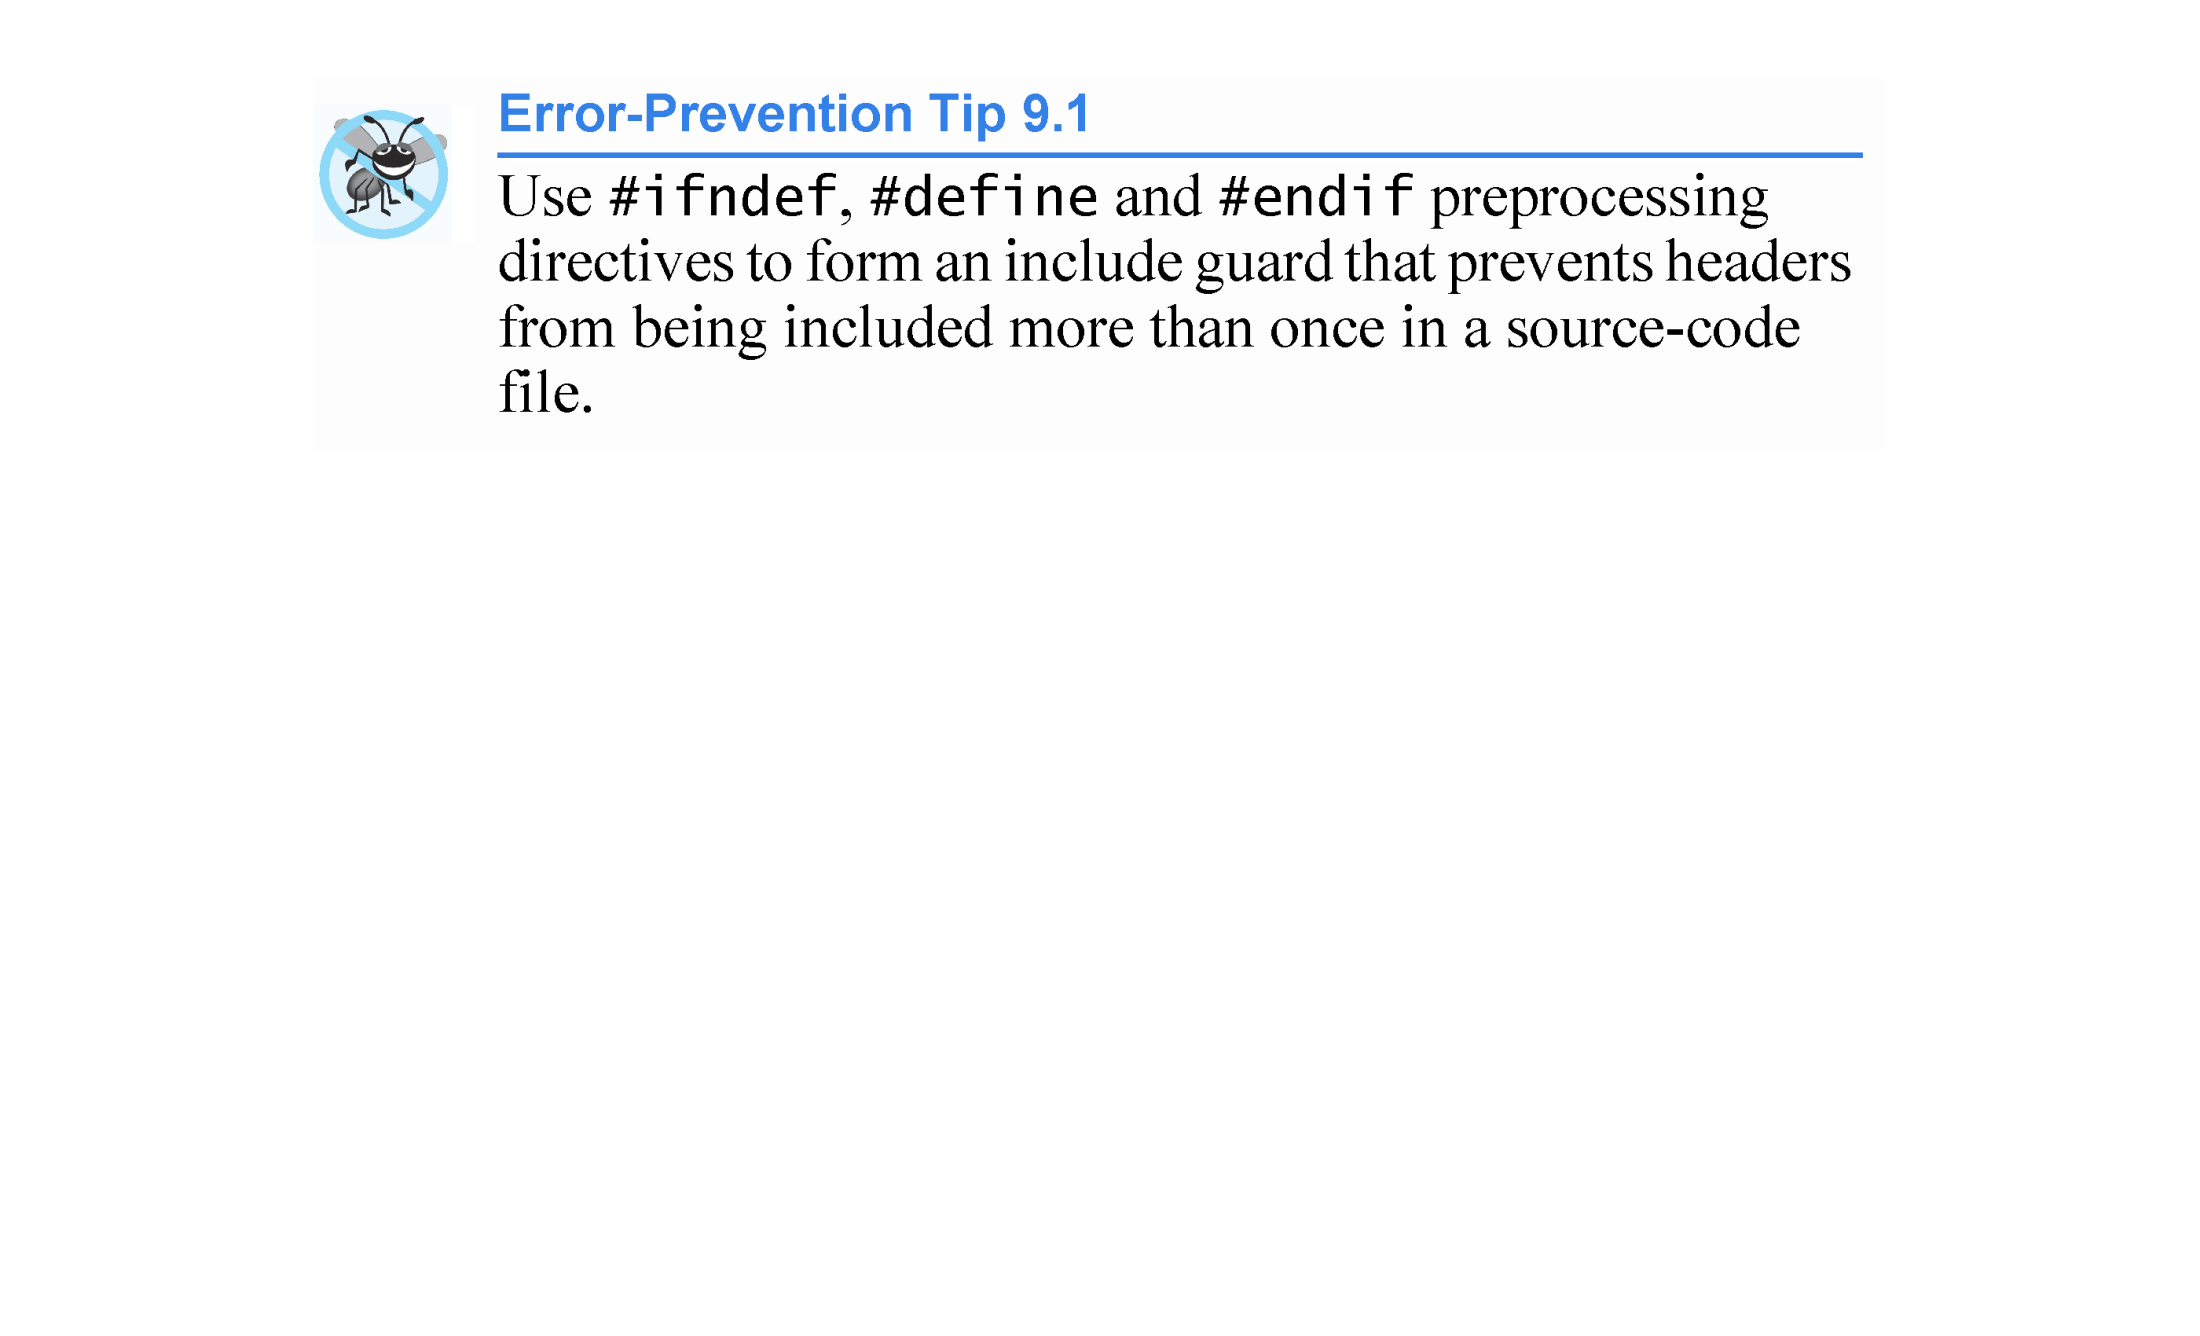 Error-Prevention Tip 9.1
Use #ifndef, #define and #endif preprocessing
directives to form an include guard that prevents headers
from being included more than once in a source-code
file.